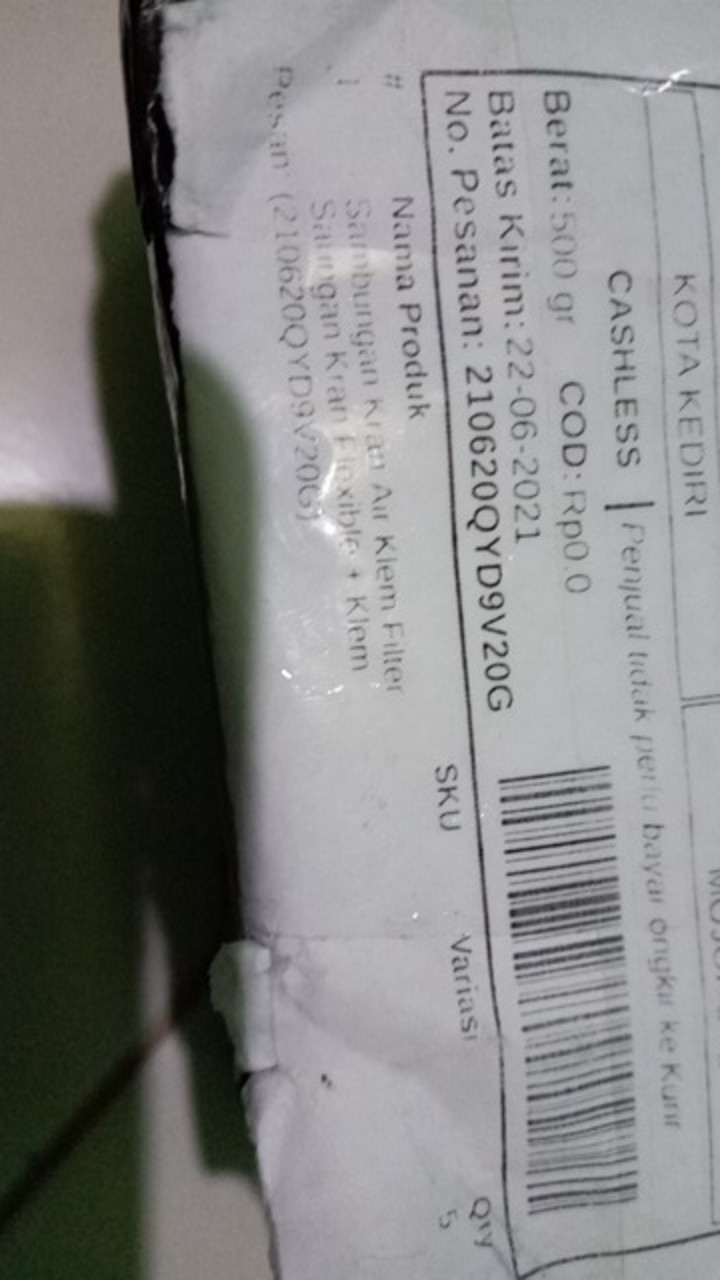 KOTA KEDIRI
CASHLESS | Penjual tidak perlu bayar ongkir ke Kurir
Berat: 500 gr COD: Rp0.0
Batas Kirim: 22-06-2021
No. Pesanan: 210620QYD9V20G
# Nama Produk SKU Variasi Qty
1 Sambungan Kran Air Klem Filter 5
Saringan Kran Flexible + Klem
Pesan: (210620QYD9V20G)